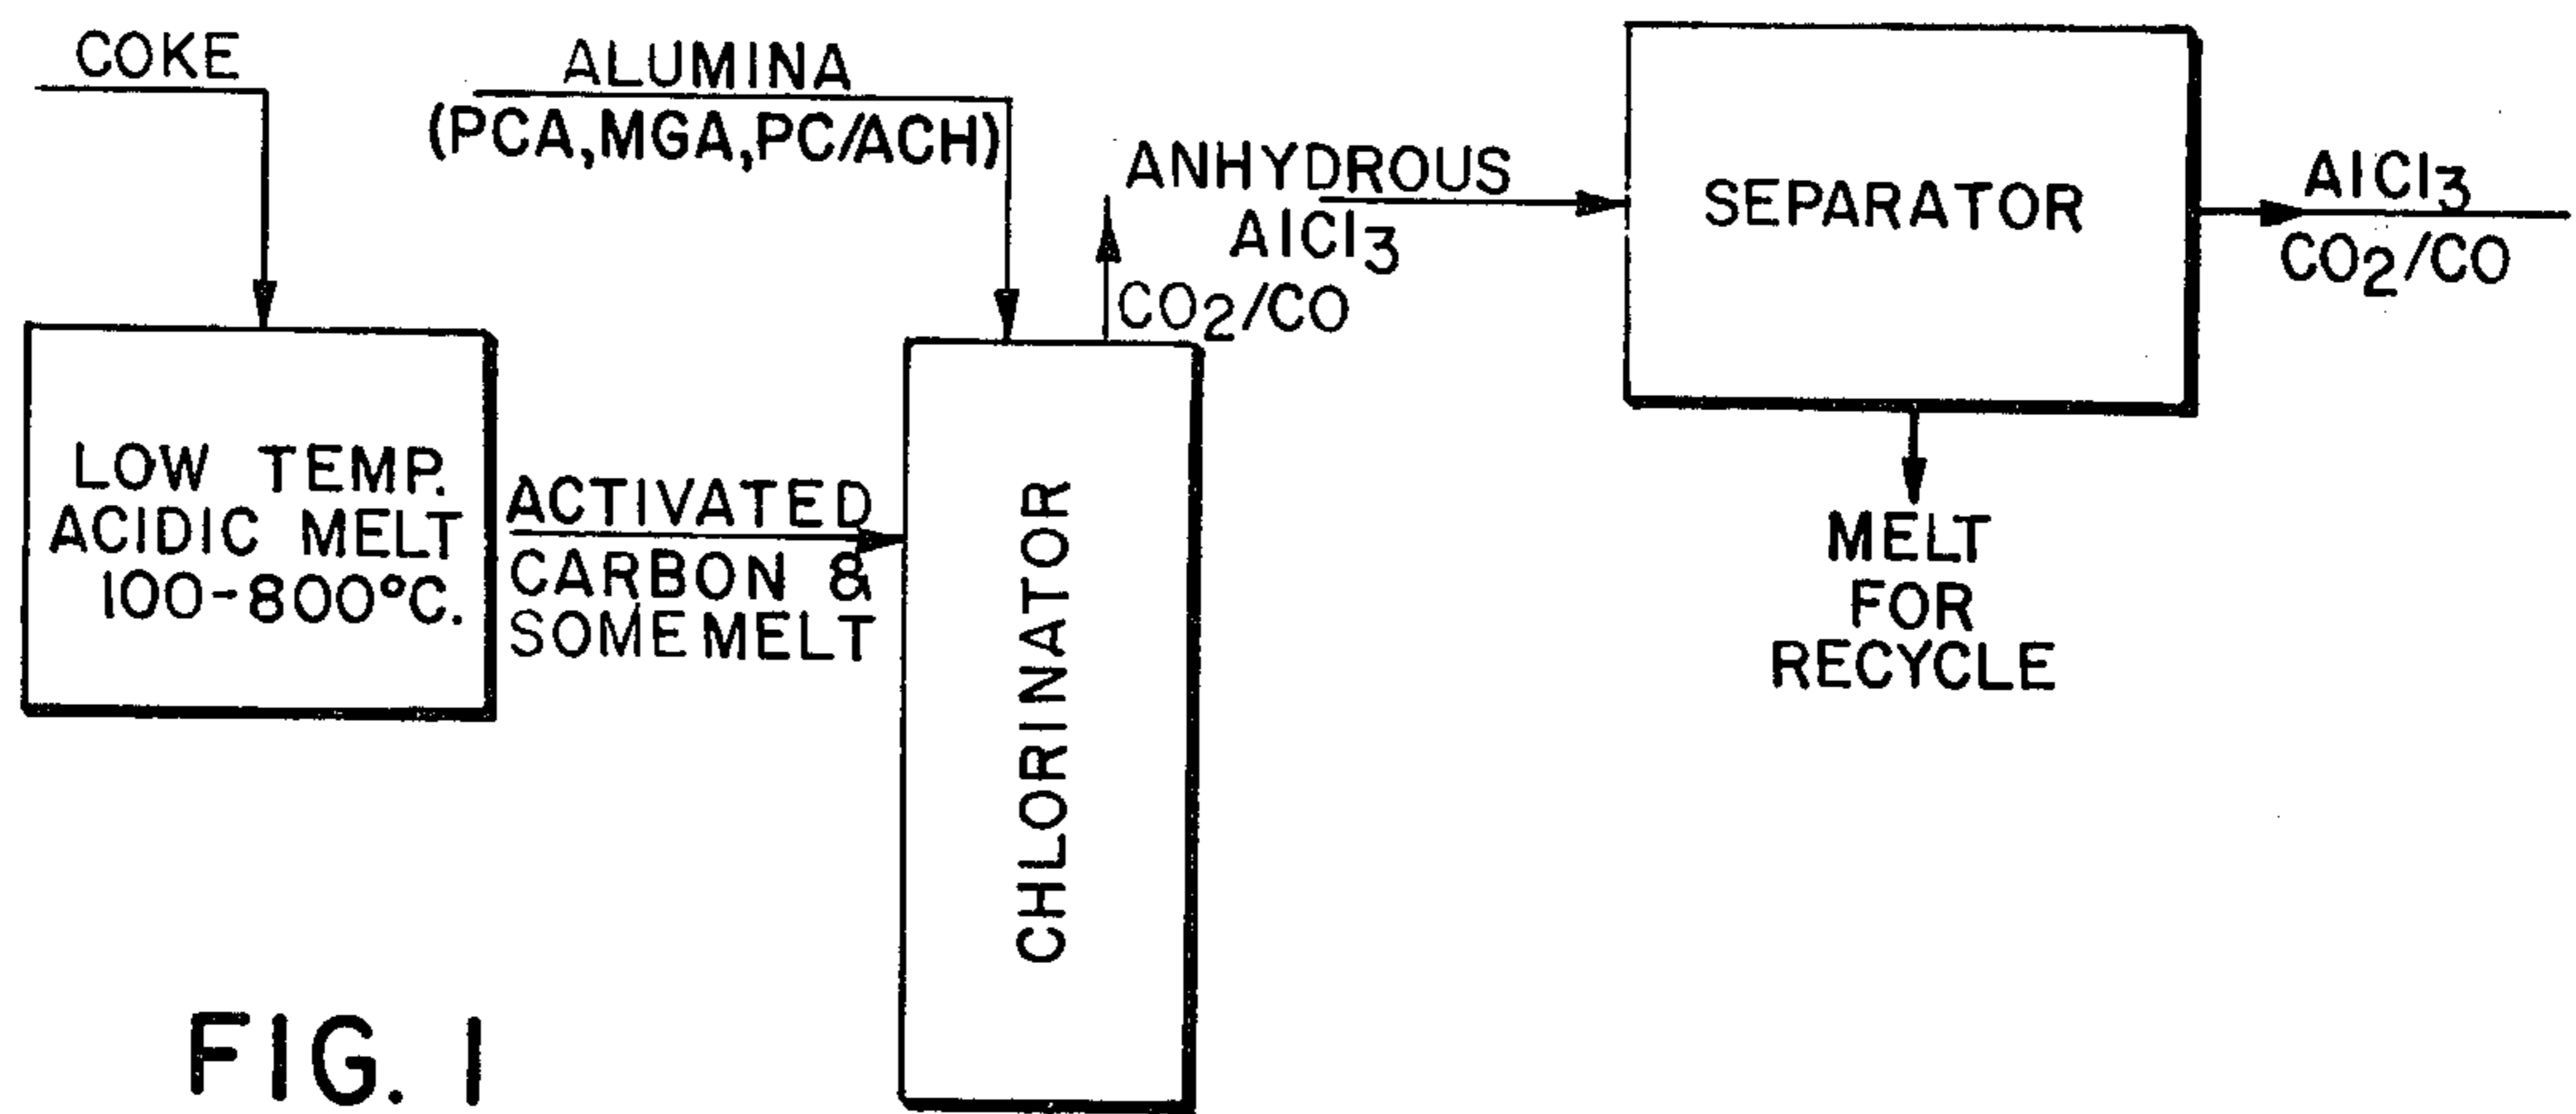 COKE
ALUMINA
(PCA,MGA,PC/ACH)
ANHYDROUS
AlCl3
CO2/CO
SEPARATOR
AlCl3
CO2/CO
LOW TEMP.
ACIDIC MELT
100-800°C.
ACTIVATED
CARBON &
SOME MELT
CHLORINATOR
MELT
FOR
RECYCLE
FIG. 1